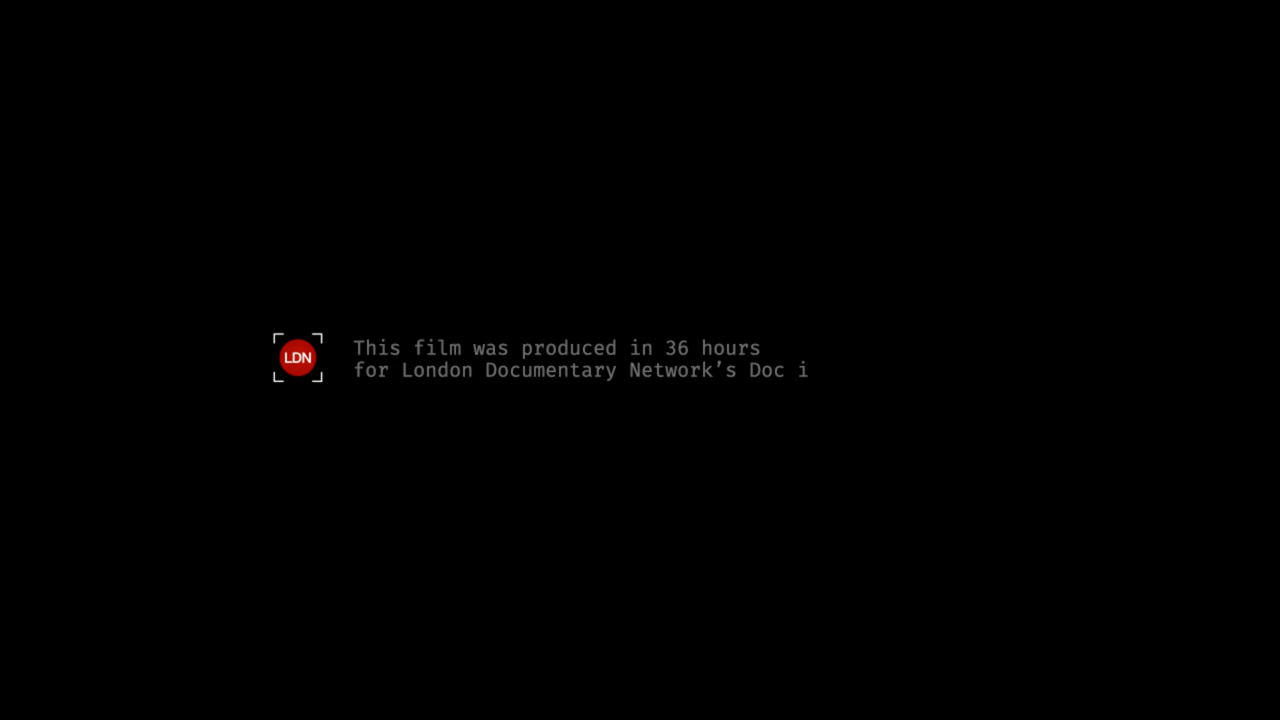 LDN
This film was produced in 36 hours
for London Documentary Network’s Doc i